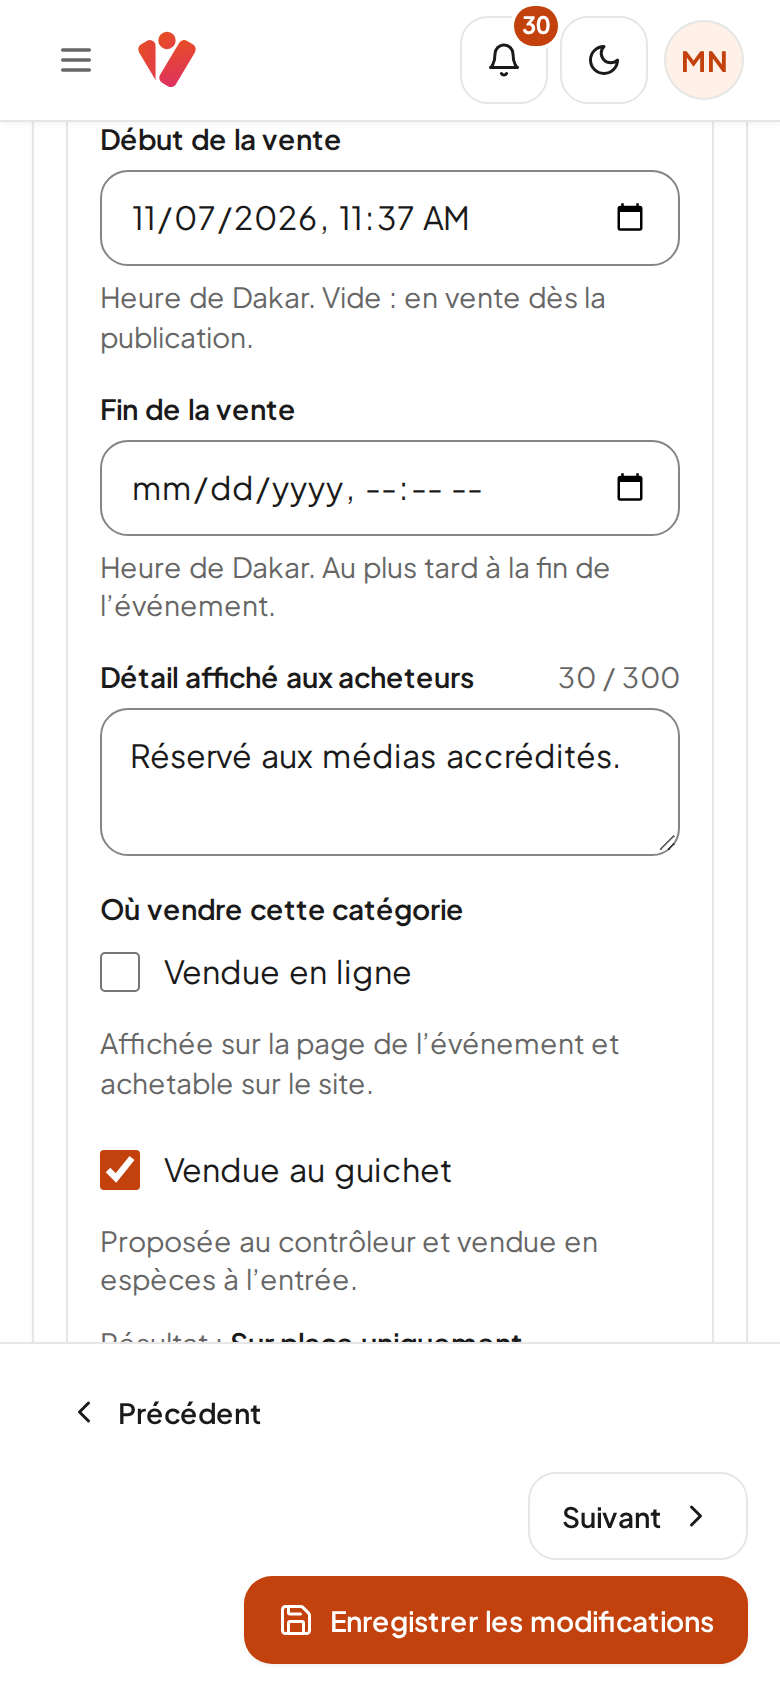 30
MN
Début de la vente
11/07/2026, 11:37 AM
Heure de Dakar. Vide : en vente dès la
publication.
Fin de la vente
mm/dd/yyyy, --:-- --
Heure de Dakar. Au plus tard à la fin de
l’événement.
Détail affiché aux acheteurs 30 / 300
Réservé aux médias accrédités.
Où vendre cette catégorie
Vendue en ligne
Affichée sur la page de l’événement et
achetable sur le site.
Vendue au guichet
Proposée au contrôleur et vendue en
espèces à l’entrée.
Résultat : Sur place uniquement
Précédent
Suivant
Enregistrer les modifications